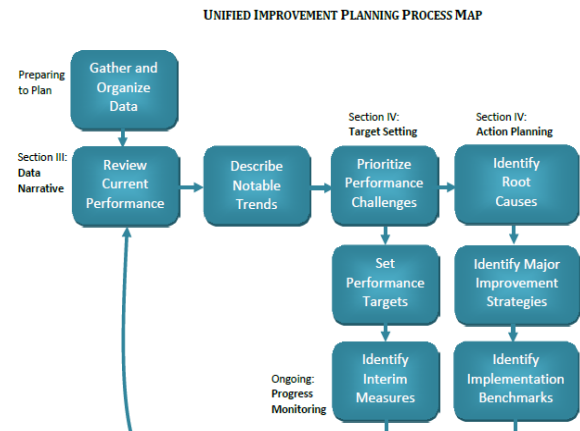 UNIFIED IMPROVEMENT PLANNING PROCESS MAP
Preparing
to Plan
Gather and
Organize
Data
Section III:
Data
Narrative
Review
Current
Performance
Describe
Notable
Trends
Section IV:
Target Setting
Prioritize
Performance
Challenges
Section IV:
Action Planning
Identify
Root
Causes
Set
Performance
Targets
Identify Major
Improvement
Strategies
Ongoing:
Progress
Monitoring
Identify
Interim
Measures
Identify
Implementation
Benchmarks